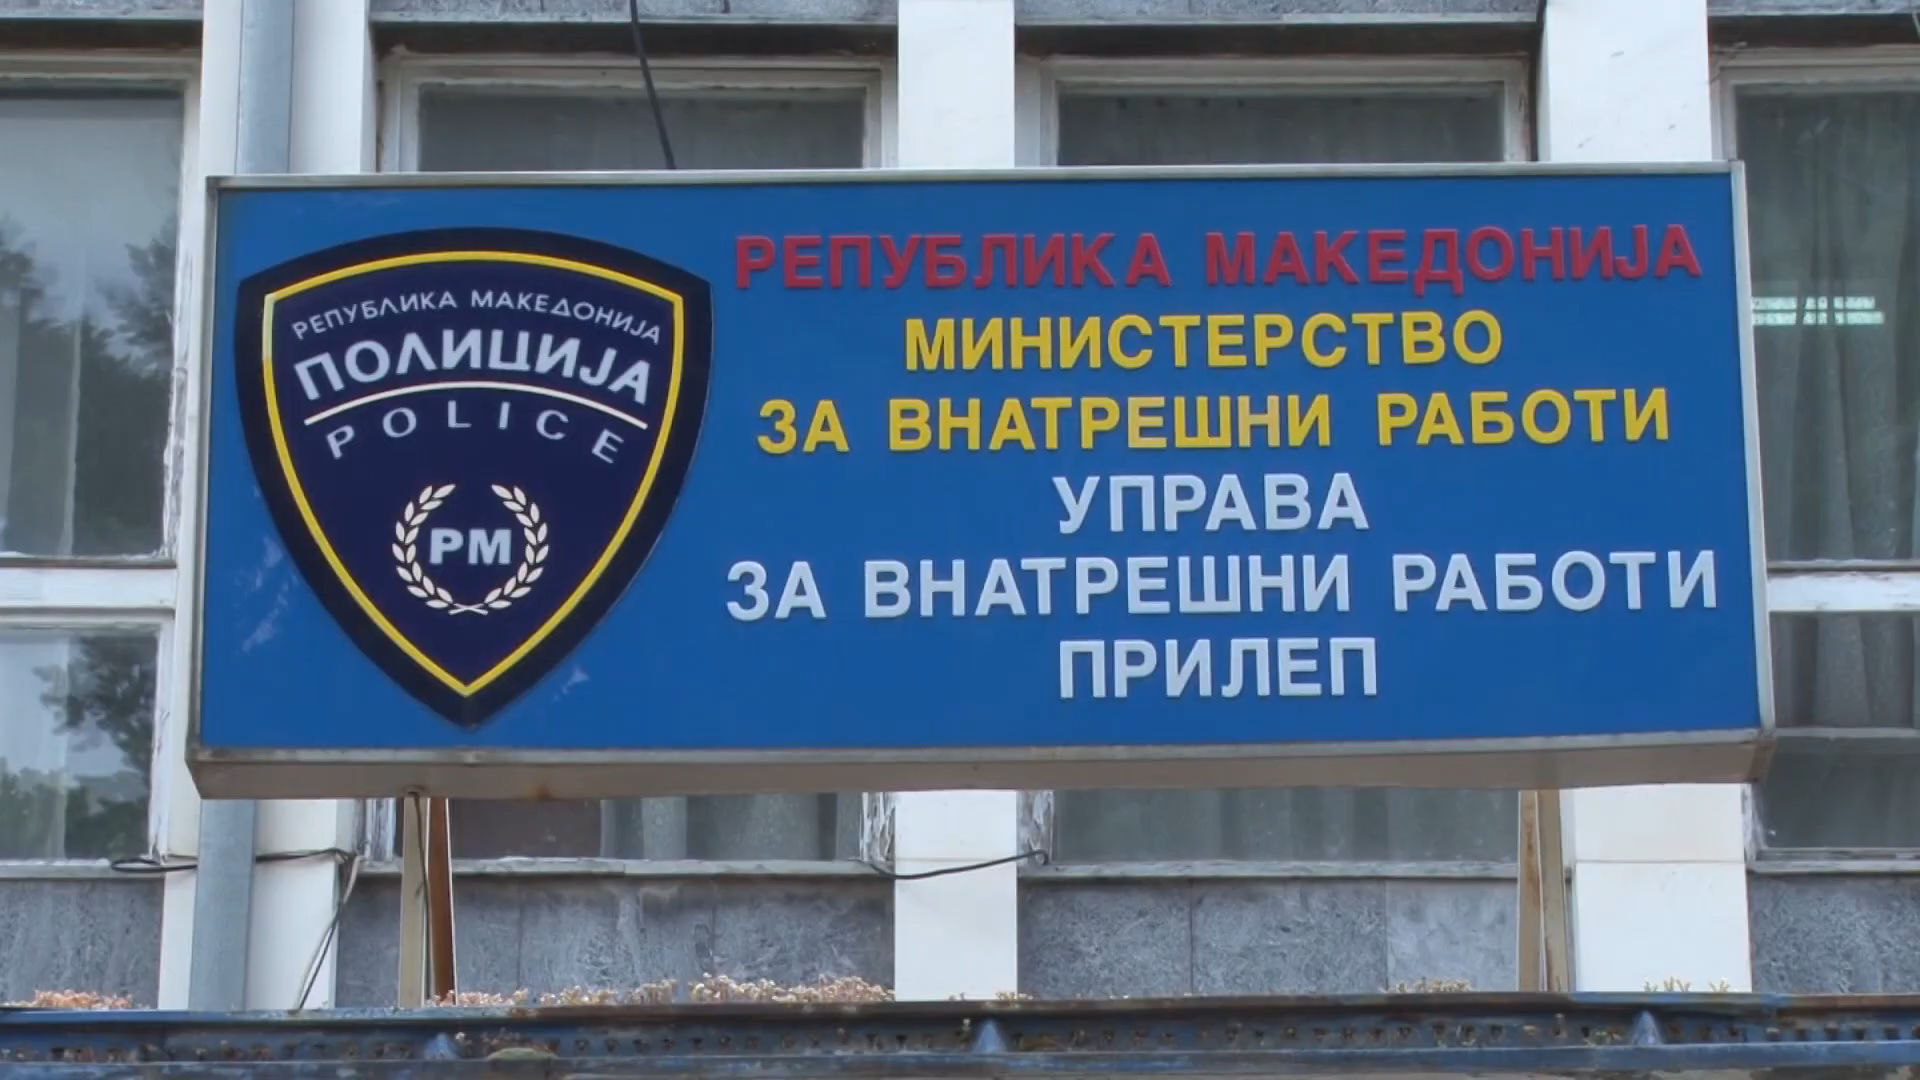 РЕПУБЛИКА МАКЕДОНИЈА
ПОЛИЦИЈА
POLICE
РМ
РЕПУБЛИКА МАКЕДОНИЈА
МИНИСТЕРСТВО
ЗА ВНАТРЕШНИ РАБОТИ
УПРАВА
ЗА ВНАТРЕШНИ РАБОТИ
ПРИЛЕП